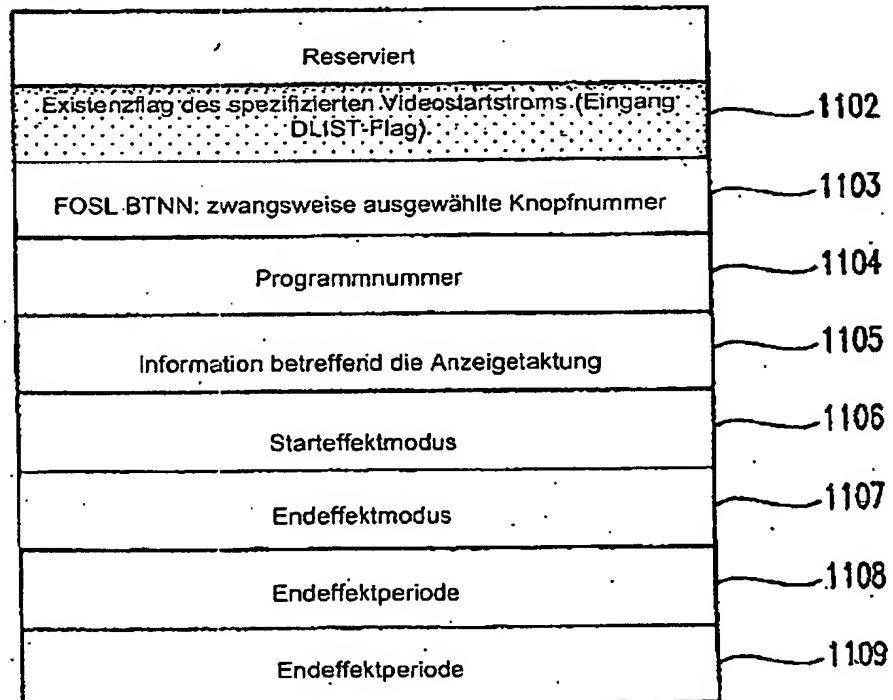 Reserviert
Existenzflag des spezifizierten Videostartstroms (Eingang
DLIST-Flag)
1102
FOSL BTNN: zwangsweise ausgewählte Knopfnummer
1103
Programmnummer
1104
Information betreffend die Anzeigetaktung
1105
Starteffektmodus
1106
Endeffektmodus
1107
Endeffektperiode
1108
Endeffektperiode
1109